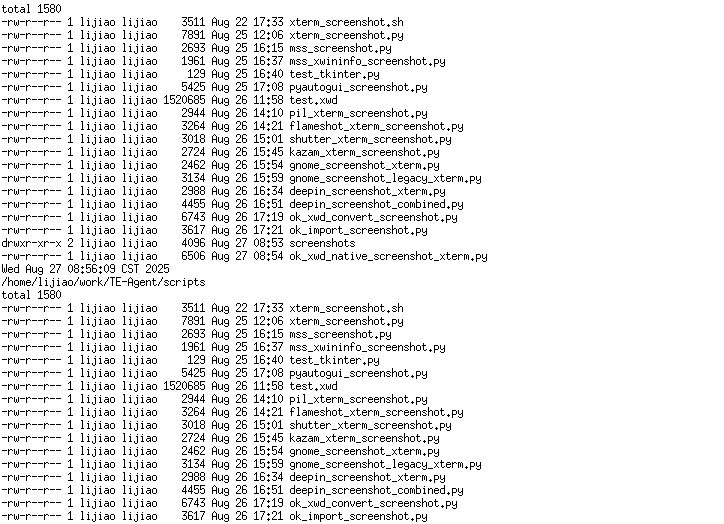 total 1580
-rw-r--r-- 1 lijiao lijiao    3511 Aug 22 17:33 xterm_screenshot.sh
-rw-r--r-- 1 lijiao lijiao    7891 Aug 25 12:06 xterm_screenshot.py
-rw-r--r-- 1 lijiao lijiao    2693 Aug 25 16:15 mss_screenshot.py
-rw-r--r-- 1 lijiao lijiao    1961 Aug 25 16:37 mss_xwininfo_screenshot.py
-rw-r--r-- 1 lijiao lijiao     129 Aug 25 16:40 test_tkinter.py
-rw-r--r-- 1 lijiao lijiao    5425 Aug 25 17:08 pyautogui_screenshot.py
-rw-r--r-- 1 lijiao lijiao 1520685 Aug 26 11:58 test.xwd
-rw-r--r-- 1 lijiao lijiao    2944 Aug 26 14:10 pil_xterm_screenshot.py
-rw-r--r-- 1 lijiao lijiao    3264 Aug 26 14:21 flameshot_xterm_screenshot.py
-rw-r--r-- 1 lijiao lijiao    3018 Aug 26 15:01 shutter_xterm_screenshot.py
-rw-r--r-- 1 lijiao lijiao    2724 Aug 26 15:45 kazam_xterm_screenshot.py
-rw-r--r-- 1 lijiao lijiao    2462 Aug 26 15:54 gnome_screenshot_xterm.py
-rw-r--r-- 1 lijiao lijiao    3134 Aug 26 15:59 gnome_screenshot_legacy_xterm.py
-rw-r--r-- 1 lijiao lijiao    2988 Aug 26 16:34 deepin_screenshot_xterm.py
-rw-r--r-- 1 lijiao lijiao    4455 Aug 26 16:51 deepin_screenshot_combined.py
-rw-r--r-- 1 lijiao lijiao    6743 Aug 26 17:19 ok_xwd_convert_screenshot.py
-rw-r--r-- 1 lijiao lijiao    3617 Aug 26 17:21 ok_import_screenshot.py
drwxr-xr-x 2 lijiao lijiao    4096 Aug 27 08:53 screenshots
-rw-r--r-- 1 lijiao lijiao    6506 Aug 27 08:54 ok_xwd_native_screenshot_xterm.py
Wed Aug 27 08:56:09 CST 2025
/home/lijiao/work/TE-Agent/scripts
total 1580
-rw-r--r-- 1 lijiao lijiao    3511 Aug 22 17:33 xterm_screenshot.sh
-rw-r--r-- 1 lijiao lijiao    7891 Aug 25 12:06 xterm_screenshot.py
-rw-r--r-- 1 lijiao lijiao    2693 Aug 25 16:15 mss_screenshot.py
-rw-r--r-- 1 lijiao lijiao    1961 Aug 25 16:37 mss_xwininfo_screenshot.py
-rw-r--r-- 1 lijiao lijiao     129 Aug 25 16:40 test_tkinter.py
-rw-r--r-- 1 lijiao lijiao    5425 Aug 25 17:08 pyautogui_screenshot.py
-rw-r--r-- 1 lijiao lijiao 1520685 Aug 26 11:58 test.xwd
-rw-r--r-- 1 lijiao lijiao    2944 Aug 26 14:10 pil_xterm_screenshot.py
-rw-r--r-- 1 lijiao lijiao    3264 Aug 26 14:21 flameshot_xterm_screenshot.py
-rw-r--r-- 1 lijiao lijiao    3018 Aug 26 15:01 shutter_xterm_screenshot.py
-rw-r--r-- 1 lijiao lijiao    2724 Aug 26 15:45 kazam_xterm_screenshot.py
-rw-r--r-- 1 lijiao lijiao    2462 Aug 26 15:54 gnome_screenshot_xterm.py
-rw-r--r-- 1 lijiao lijiao    3134 Aug 26 15:59 gnome_screenshot_legacy_xterm.py
-rw-r--r-- 1 lijiao lijiao    2988 Aug 26 16:34 deepin_screenshot_xterm.py
-rw-r--r-- 1 lijiao lijiao    4455 Aug 26 16:51 deepin_screenshot_combined.py
-rw-r--r-- 1 lijiao lijiao    6743 Aug 26 17:19 ok_xwd_convert_screenshot.py
-rw-r--r-- 1 lijiao lijiao    3617 Aug 26 17:21 ok_import_screenshot.py